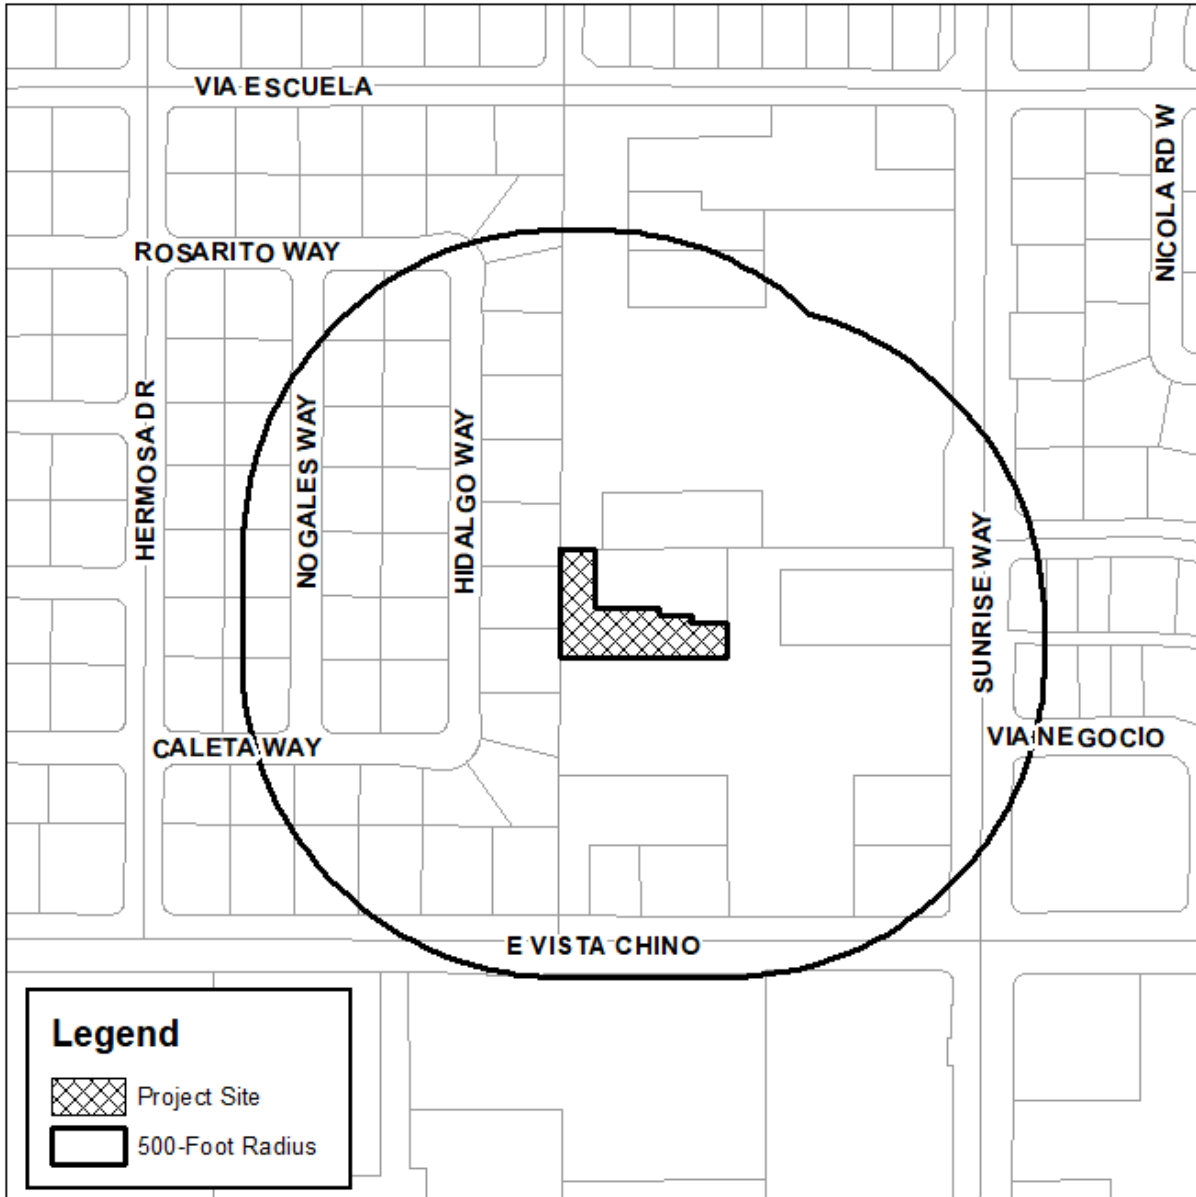 VIA ESCUELA
NICOLA RD W
ROSARITO WAY
HERMOSA DR
NOGALES WAY
HIDALGO WAY
SUNRISE WAY
CALETA WAY
VIA NEGOCIO
E VISTA CHINO
Legend
Project Site
500-Foot Radius